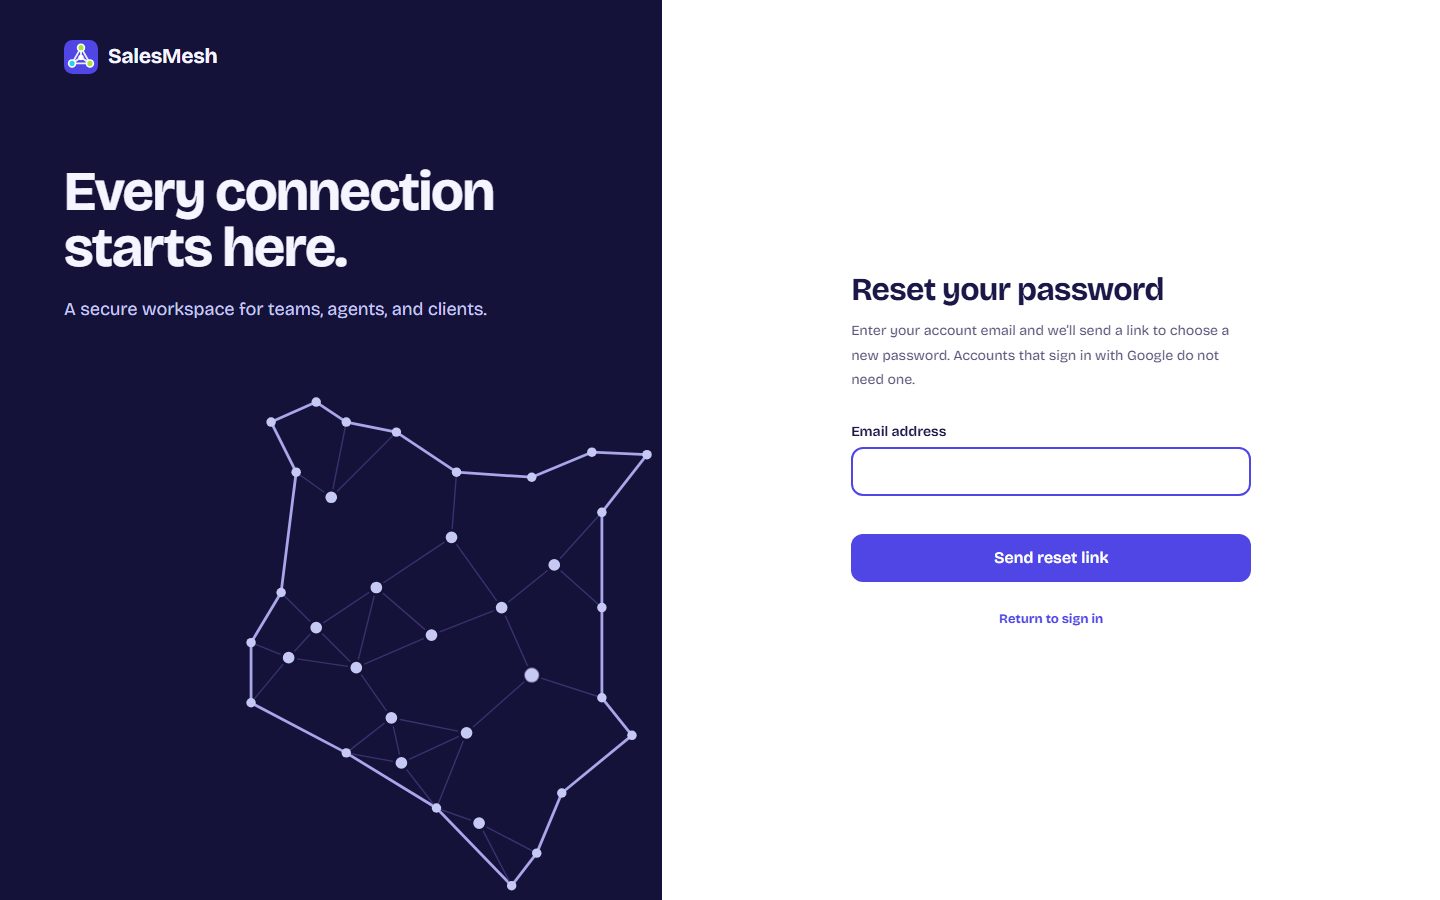 SalesMesh
Every connection
starts here.
A secure workspace for teams, agents, and clients.
Reset your password
Enter your account email and we'll send a link to choose a
new password. Accounts that sign in with Google do not
need one.
Email address
Send reset link
Return to sign in